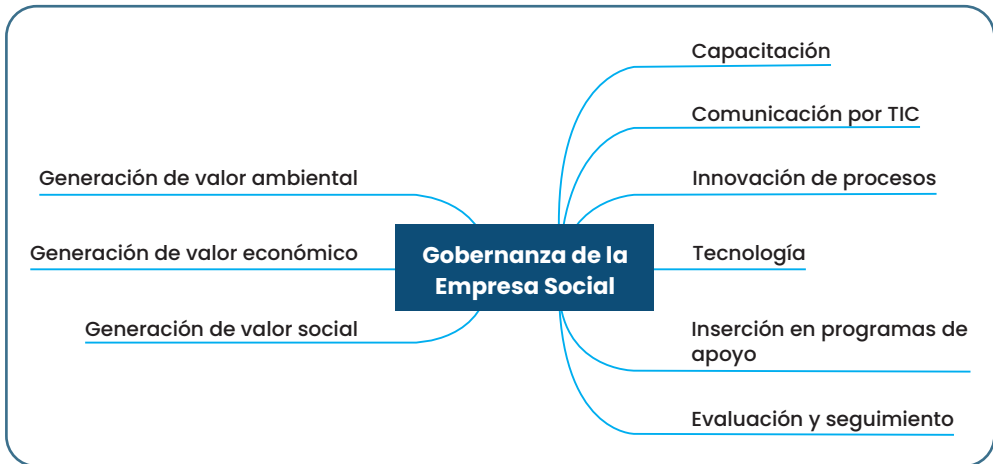 Capacitación
Comunicación por TIC
Generación de valor ambiental
Innovación de procesos
Generación de valor económico
Gobernanza de la
Empresa Social
Tecnología
Generación de valor social
Inserción en programas de
apoyo
Evaluación y seguimiento